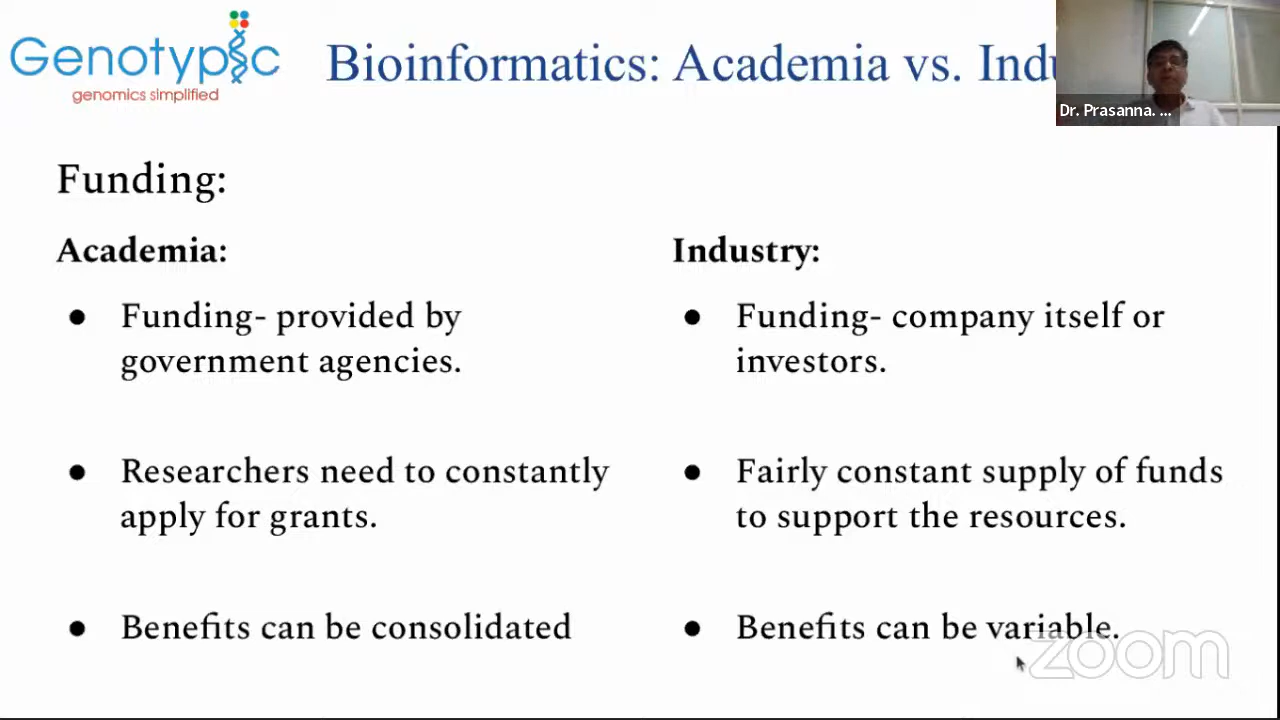 Genotypic
genomics simplified
Bioinformatics: Academia vs. Indu
Dr. Prasanna. ...
Funding:
Academia:
● Funding- provided by
government agencies.
● Researchers need to constantly
apply for grants.
● Benefits can be consolidated
Industry:
● Funding- company itself or
investors.
● Fairly constant supply of funds
to support the resources.
● Benefits can be variable.
zoom